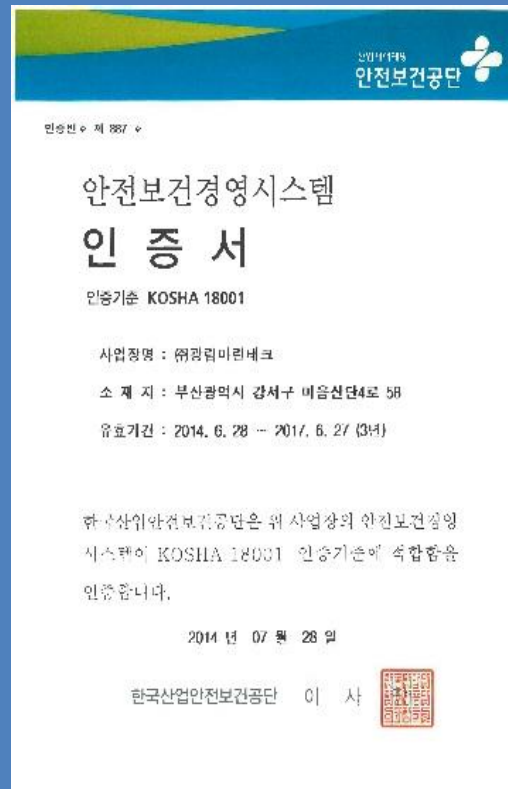 안전보건공단
제 887
안전보건경영시스템
인 증 서
인증기준 KOSHA 18001
사업장명 : ㈜광림마린테크
소 재 지 : 부산광역시 강서구 미음산단4로 58
유효기간 : 2014. 6. 28 ~ 2017. 6. 27 (3년)
한국산업안전보건공단은 위 사업장의 안전보건경영
시스템이 KOSHA 18001 인증기준에 적합함을
인증합니다.
2014 년 07 월 28 일
한국산업안전보건공단 이 사